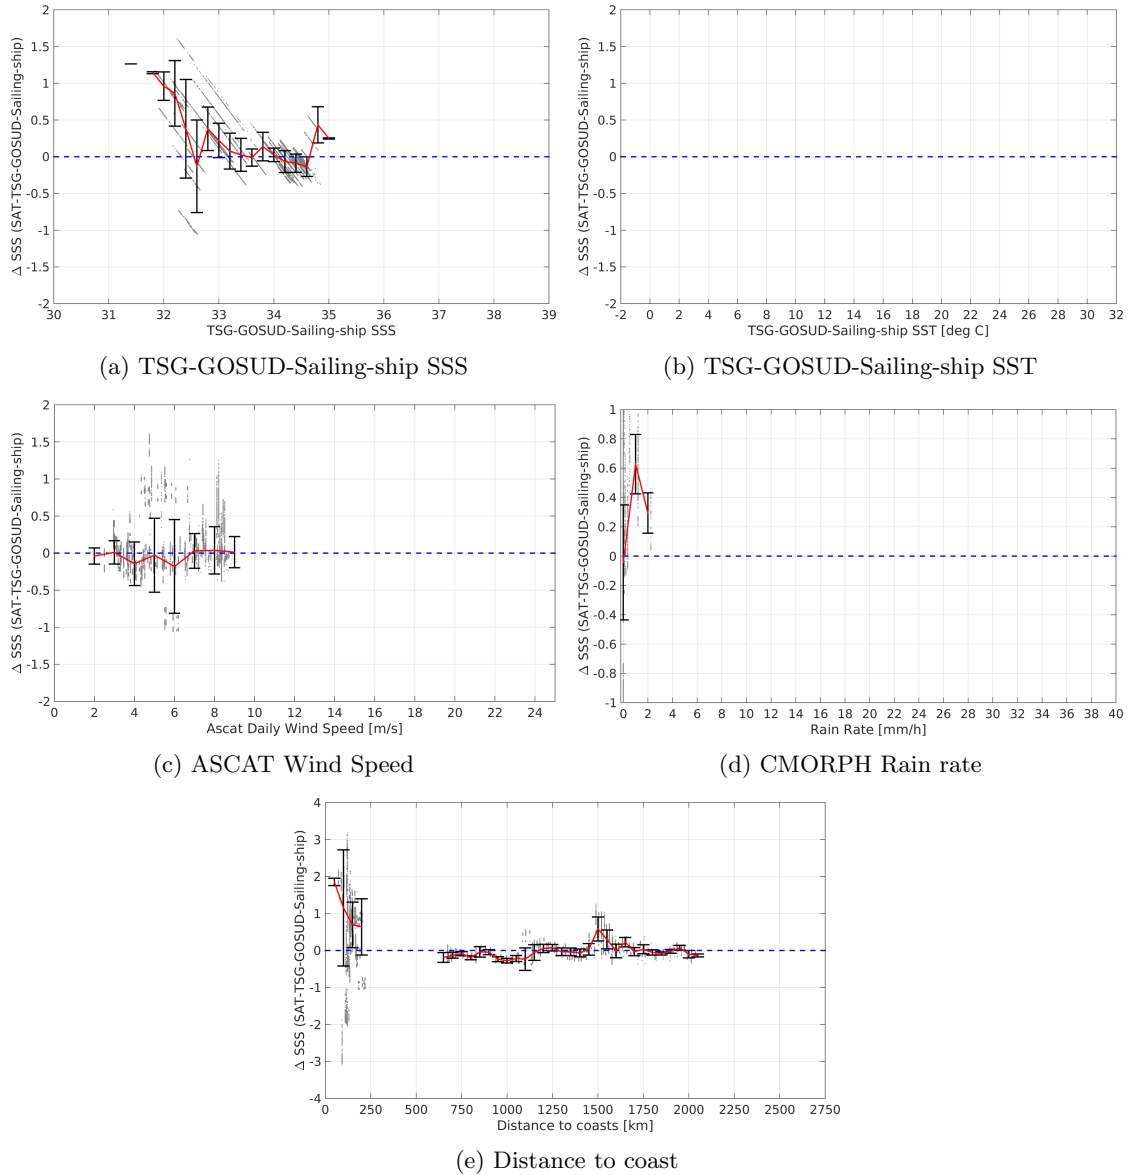 2
1.5
1
0.5
0
-0.5
-1
-1.5
-2
Δ SSS (SAT-TSG-GOSUD-Sailing-ship)
30 31 32 33 34 35 36 37 38 39
TSG-GOSUD-Sailing-ship SSS
(a) TSG-GOSUD-Sailing-ship SSS
2
1.5
1
0.5
0
-0.5
-1
-1.5
-2
Δ SSS (SAT-TSG-GOSUD-Sailing-ship)
-2 0 2 4 6 8 10 12 14 16 18 20 22 24 26 28 30 32
TSG-GOSUD-Sailing-ship SST [deg C]
(b) TSG-GOSUD-Sailing-ship SST
2
1.5
1
0.5
0
-0.5
-1
-1.5
-2
Δ SSS (SAT-TSG-GOSUD-Sailing-ship)
0 2 4 6 8 10 12 14 16 18 20 22 24
Ascat Daily Wind Speed [m/s]
(c) ASCAT Wind Speed
1
0.8
0.6
0.4
0.2
0
-0.2
-0.4
-0.6
-0.8
-1
Δ SSS (SAT-TSG-GOSUD-Sailing-ship)
0 2 4 6 8 10 12 14 16 18 20 22 24 26 28 30 32 34 36 38 40
Rain Rate [mm/h]
(d) CMORPH Rain rate
4
3
2
1
0
-1
-2
-3
-4
Δ SSS (SAT-TSG-GOSUD-Sailing-ship)
0 250 500 750 1000 1250 1500 1750 2000 2250 2500 2750
Distance to coasts [km]
(e) Distance to coast